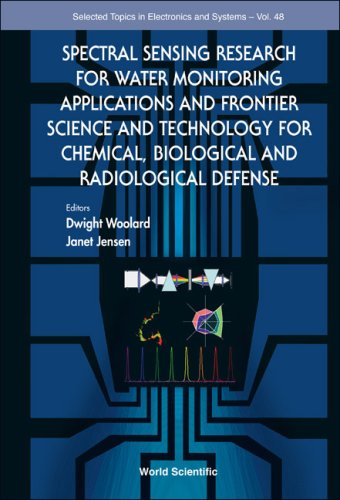 Selected Topics in Electronics and Systems – Vol. 48
SPECTRAL SENSING RESEARCH
FOR WATER MONITORING
APPLICATIONS AND FRONTIER
SCIENCE AND TECHNOLOGY FOR
CHEMICAL, BIOLOGICAL AND
RADIOLOGICAL DEFENSE
Editors
Dwight Woolard
Janet Jensen
World Scientific